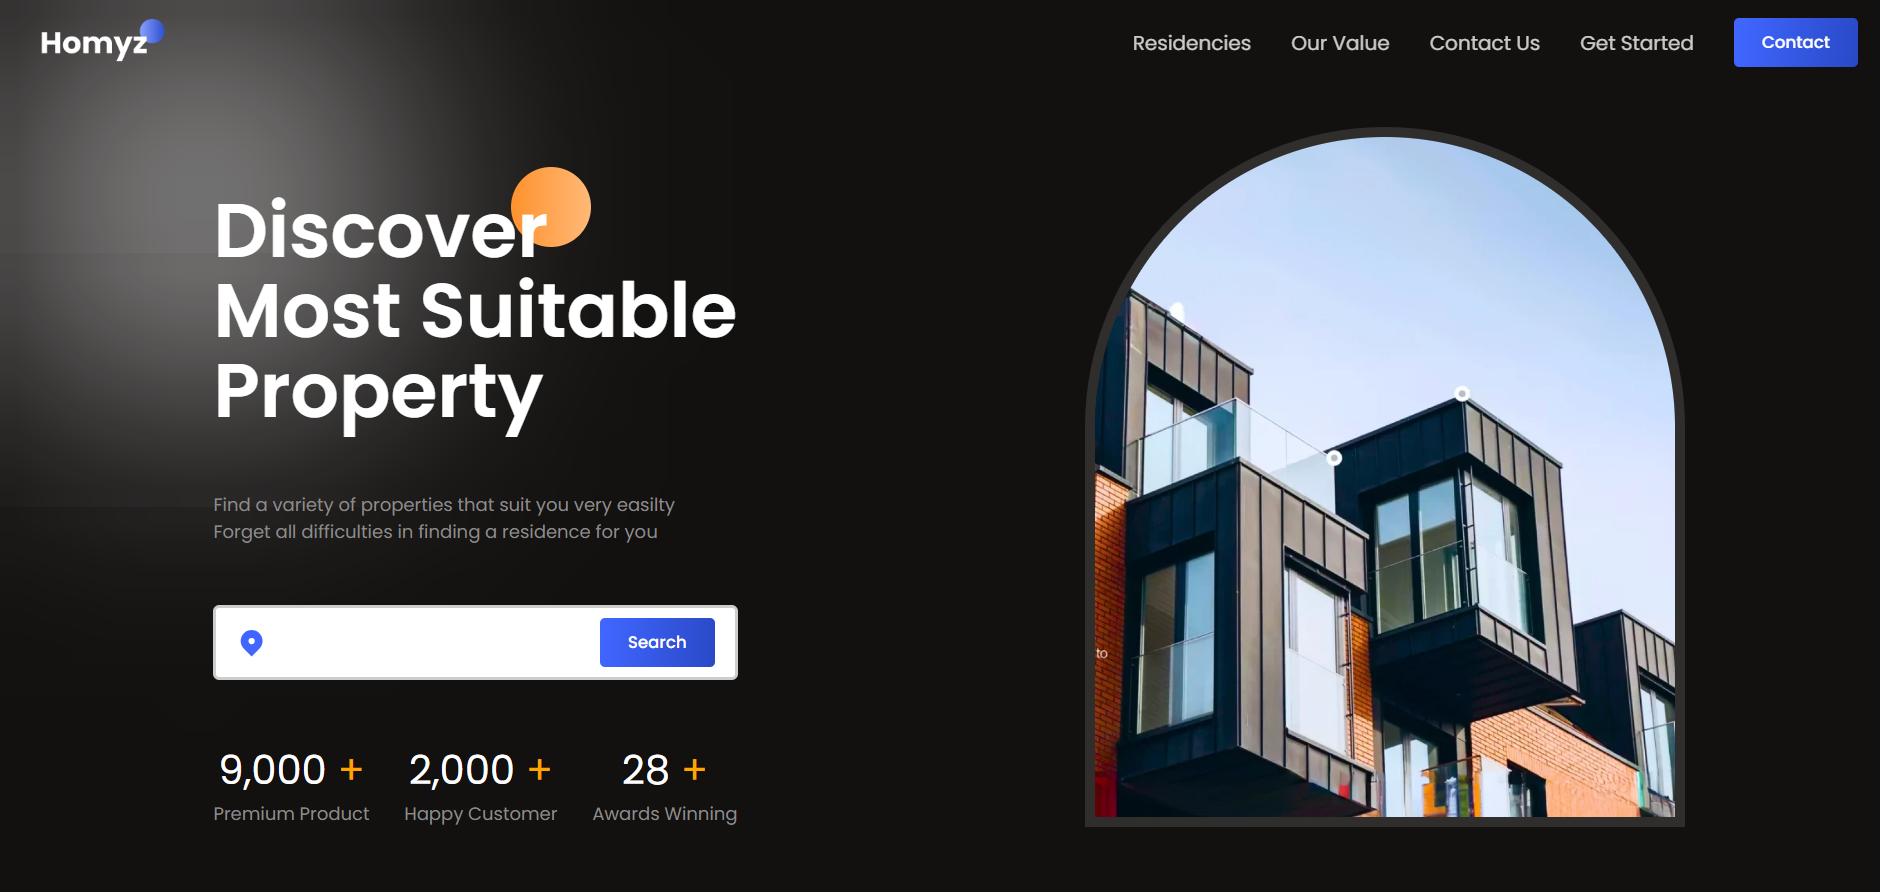 Homyz
Residencies
Our Value
Contact Us
Get Started
Contact
Discover
Most Suitable
Property
Find a variety of properties that suit you very easilty
Forget all difficulties in finding a residence for you
Search
9,000 +
2,000 +
28 +
Premium Product
Happy Customer
Awards Winning
to